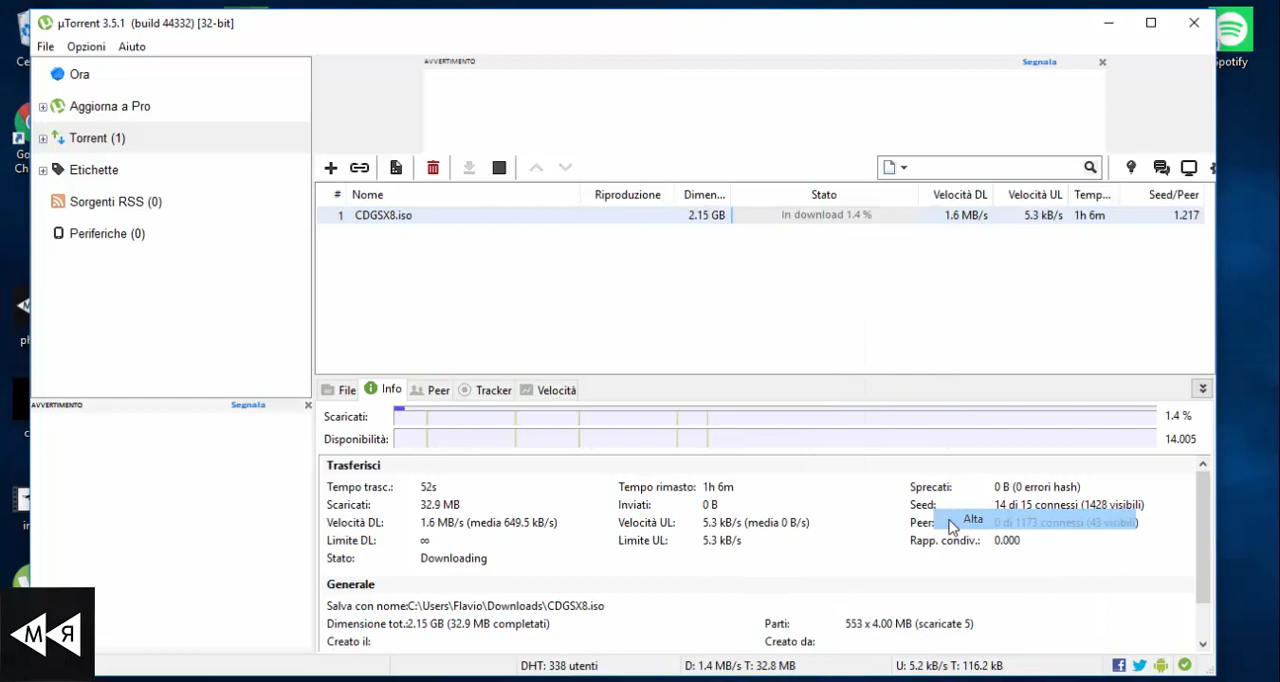 µTorrent 3.5.1 (build 44332) [32-bit]
File Opzioni Aiuto
Ora
Aggiorna a Pro
Torrent (1)
Etichette
Sorgenti RSS (0)
Periferiche (0)
AVVERTIMENTO Segnala
AVVERTIMENTO Segnala
# Nome Riproduzione Dimen... Stato Velocità DL Velocità UL Temp... Seed/Peer
1 CDGSX8.iso 2.15 GB In download 1.4 % 1.6 MB/s 5.3 kB/s 1h 6m 1.217
File Info Peer Tracker Velocità
Scaricati: 1.4 %
Disponibilità: 14.005
Trasferisci
Tempo trasc.: 52s Tempo rimasto: 1h 6m Sprecati: 0 B (0 errori hash)
Scaricati: 32.9 MB Inviati: 0 B Seed: 14 di 15 connessi (1428 visibili)
Velocità DL: 1.6 MB/s (media 649.5 kB/s) Velocità UL: 5.3 kB/s (media 0 B/s) Peer: 0 di 1173 connessi (43 visibili)
Alta
Limite DL: ∞ Limite UL: 5.3 kB/s Rapp. condiv.: 0.000
Stato: Downloading
Generale
Salva con nome:C:\Users\Flavio\Downloads\CDGSX8.iso
Dimensione tot.:2.15 GB (32.9 MB completati) Parti: 553 x 4.00 MB (scaricate 5)
Creato il: Creato da:
DHT: 338 utenti D: 1.4 MB/s T: 32.8 MB U: 5.2 kB/s T: 116.2 kB
Ce
Go
Ch
pl
c
in
potify
M Я